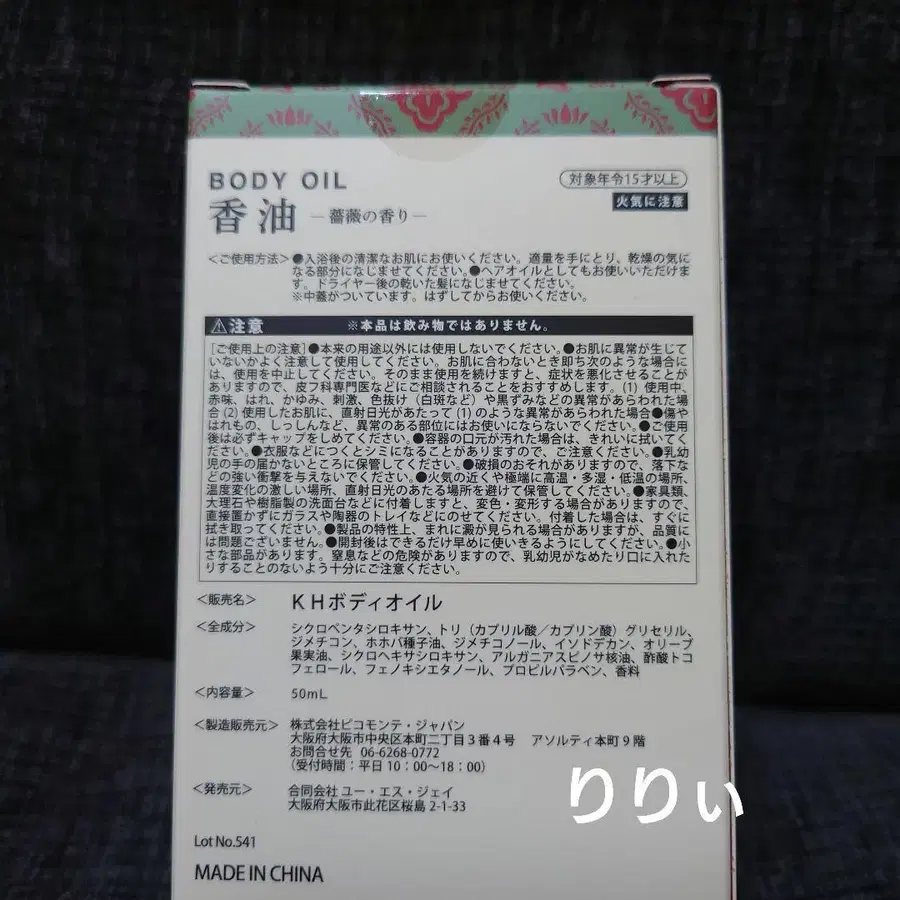 BODY OIL
香油 ―薔薇の香り―
対象年令15才以上
火気に注意
<ご使用方法>●入浴後の清潔なお肌にお使いください。適量を手にとり、乾燥の気に
なる部分になじませてください。●ヘアオイルとしてもお使いいただけま
す。ドライヤー後の乾いた髪になじませてください。
※中蓋がついています。はずしてからお使いください。
⚠注意 ※本品は飲み物ではありません。
[ご使用上の注意]●本来の用途以外には使用しないでください。●お肌に異常が生じて
いないかよく注意して使用してください。お肌に合わないとき即ち次のような場合に
は、使用を中止してください。そのまま使用を続けますと、症状を悪化させることが
ありますので、皮フ科専門医などにご相談されることをおすすめします。(1) 使用中、
赤味、はれ、かゆみ、刺激、色抜け（白斑など）や黒ずみなどの異常があらわれた場
合 (2) 使用したお肌に、直射日光があたって (1) のような異常があらわれた場合●傷や
はれもの、しっしんなど、異常のある部位にはお使いにならないでください。●ご使用
後は必ずキャップをしめてください。●容器の口元が汚れた場合は、きれいに拭いてく
ださい。●衣服などにつくとシミになることがありますので、ご注意ください。●乳幼
児の手の届かないところに保管してください。●破損のおそれがありますので、落下な
どの強い衝撃を与えないでください。●火気の近くや極端に高温・多湿・低温の場所、
温度変化の激しい場所、直射日光のあたる場所を避けて保管してください。●家具類、
大理石や樹脂製の洗面台などに付着しますと、変色・変形する場合がありますので、
直接置かずにガラスや陶器のトレイなどにのせてください。付着した場合は、すぐに
拭き取ってください。●製品の特性上、まれに澱が見られる場合がありますが、品質に
は問題ございません。●開封後はできるだけ早めに使いきるようにしてください。●小
さな部品があります。窒息などの危険がありますので、乳幼児がなめたり口に入れた
りすることのないよう十分にご注意ください。
<販売名> KHボディオイル
<全成分> シクロペンタシロキサン、トリ（カプリル酸／カプリン酸）グリセリル、
ジメチコン、ホホバ種子油、ジメチコノール、イソドデカン、オリーブ
果実油、シクロヘキサシロキサン、アルガニアスピノサ核油、酢酸トコ
フェロール、フェノキシエタノール、プロピルパラベン、香料
<内容量> 50mL
<製造販売元> 株式会社ピコモンテ・ジャパン
大阪府大阪市中央区本町二丁目3番4号 アソルティ本町9階
お問合せ先 06-6268-0772
（受付時間：平日10：00～18：00）
<発売元> 合同会社 ユー・エス・ジェイ
大阪府大阪市此花区桜島 2-1-33
りりぃ
Lot No.541
MADE IN CHINA